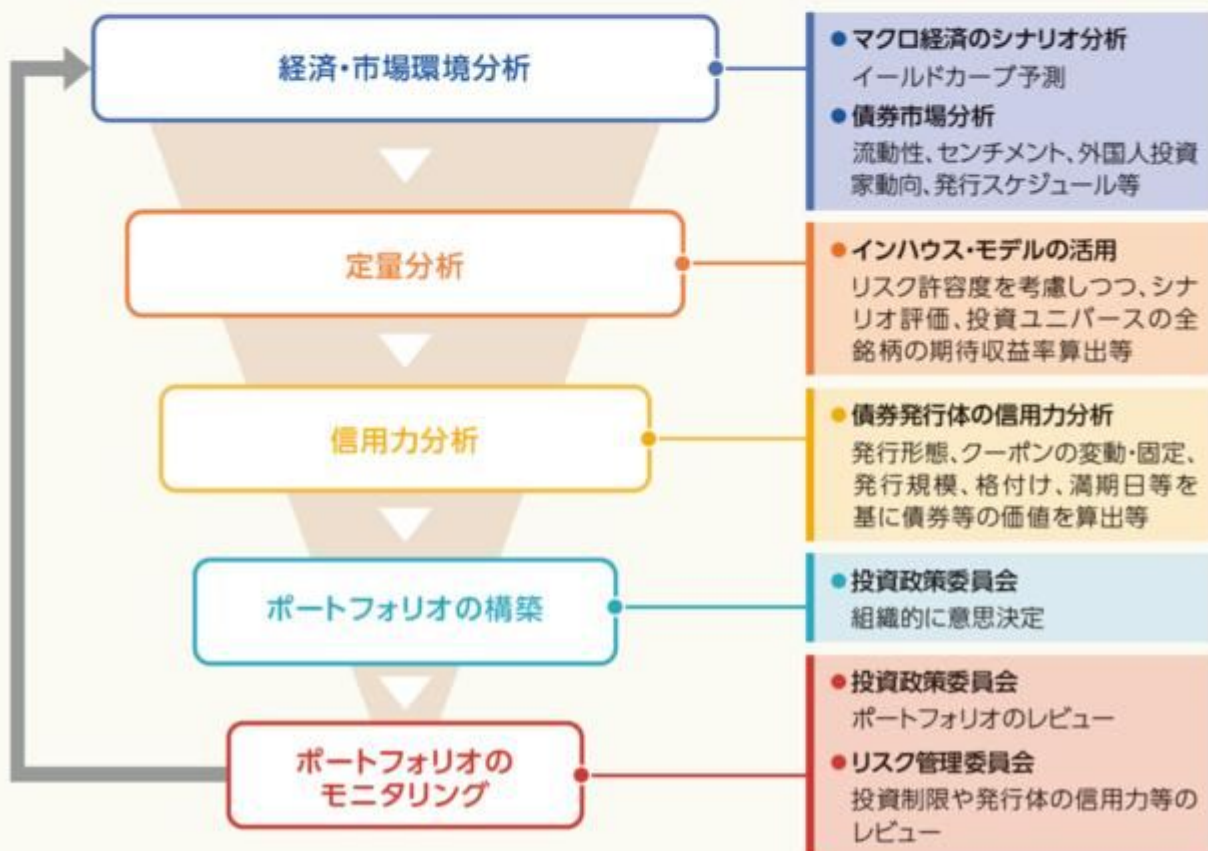 経済・市場環境分析
● マクロ経済のシナリオ分析
イールドカーブ予測
● 債券市場分析
流動性、センチメント、外国人投資
家動向、発行スケジュール等
定量分析
● インハウス・モデルの活用
リスク許容度を考慮しつつ、シナ
リオ評価、投資ユニバースの全
銘柄の期待収益率算出等
信用力分析
● 債券発行体の信用力分析
発行形態、クーポンの変動・固定、
発行規模、格付け、満期日等を
基に債券等の価値を算出等
ポートフォリオの構築
● 投資政策委員会
組織的に意思決定
ポートフォリオの
モニタリング
● 投資政策委員会
ポートフォリオのレビュー
● リスク管理委員会
投資制限や発行体の信用力等の
レビュー